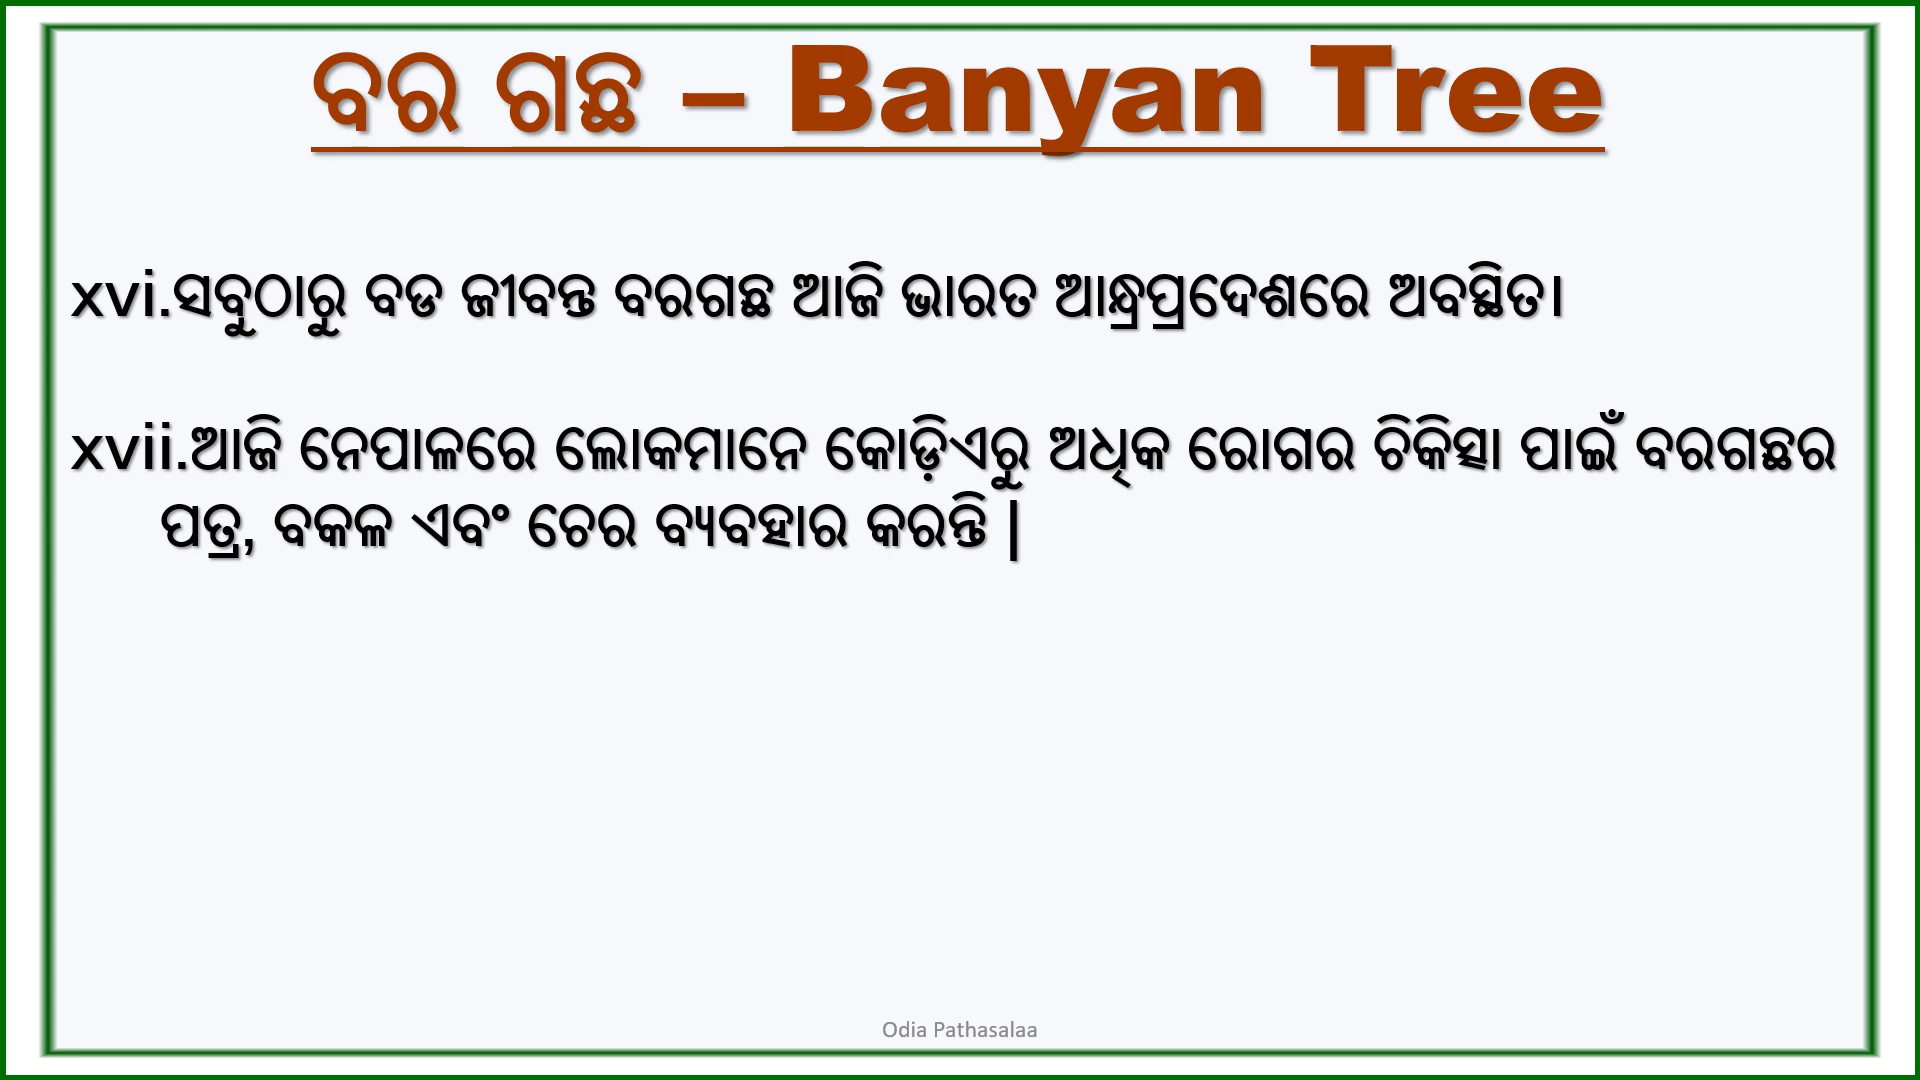 ବର ଗଛ – Banyan Tree
xvi.ସବୁଠାରୁ ବଡ ଜୀବନ୍ତ ବରଗଛ ଆଜି ଭାରତ ଆନ୍ଧ୍ରପ୍ରଦେଶରେ ଅବସ୍ଥିତ।
xvii.ଆଜି ନେପାଳରେ ଲୋକମାନେ କୋଡ଼ିଏରୁ ଅଧିକ ରୋଗର ଚିକିତ୍ସା ପାଇଁ ବରଗଛର
ପତ୍ର, ବକଳ ଏବଂ ଚେର ବ୍ୟବହାର କରନ୍ତି |
Odia Pathasalaa